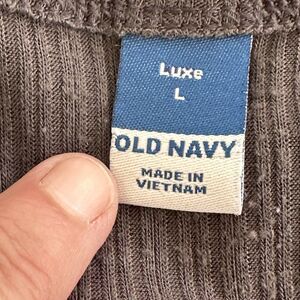 Luxe
L
OLD NAVY
MADE IN
VIETNAM